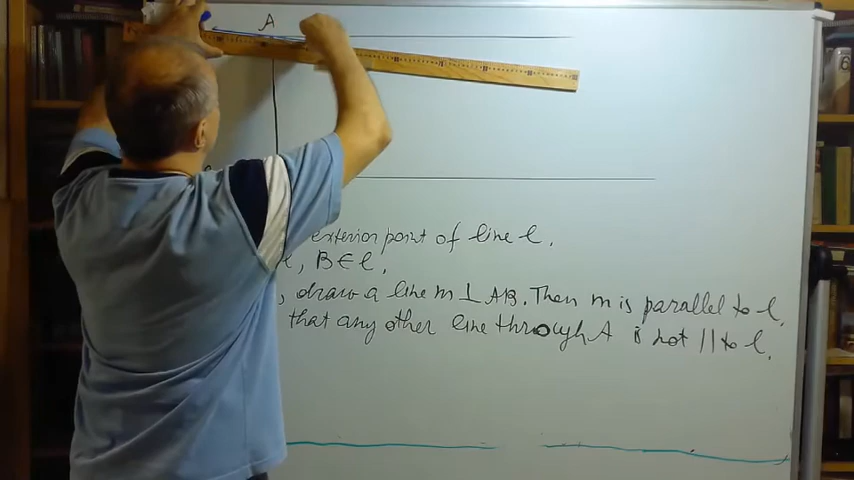 A
exterior point of line l.
l, B∈l.
, draw a line m ⊥ AB. Then m is parallel to l.
that any other line through A is not || to l.